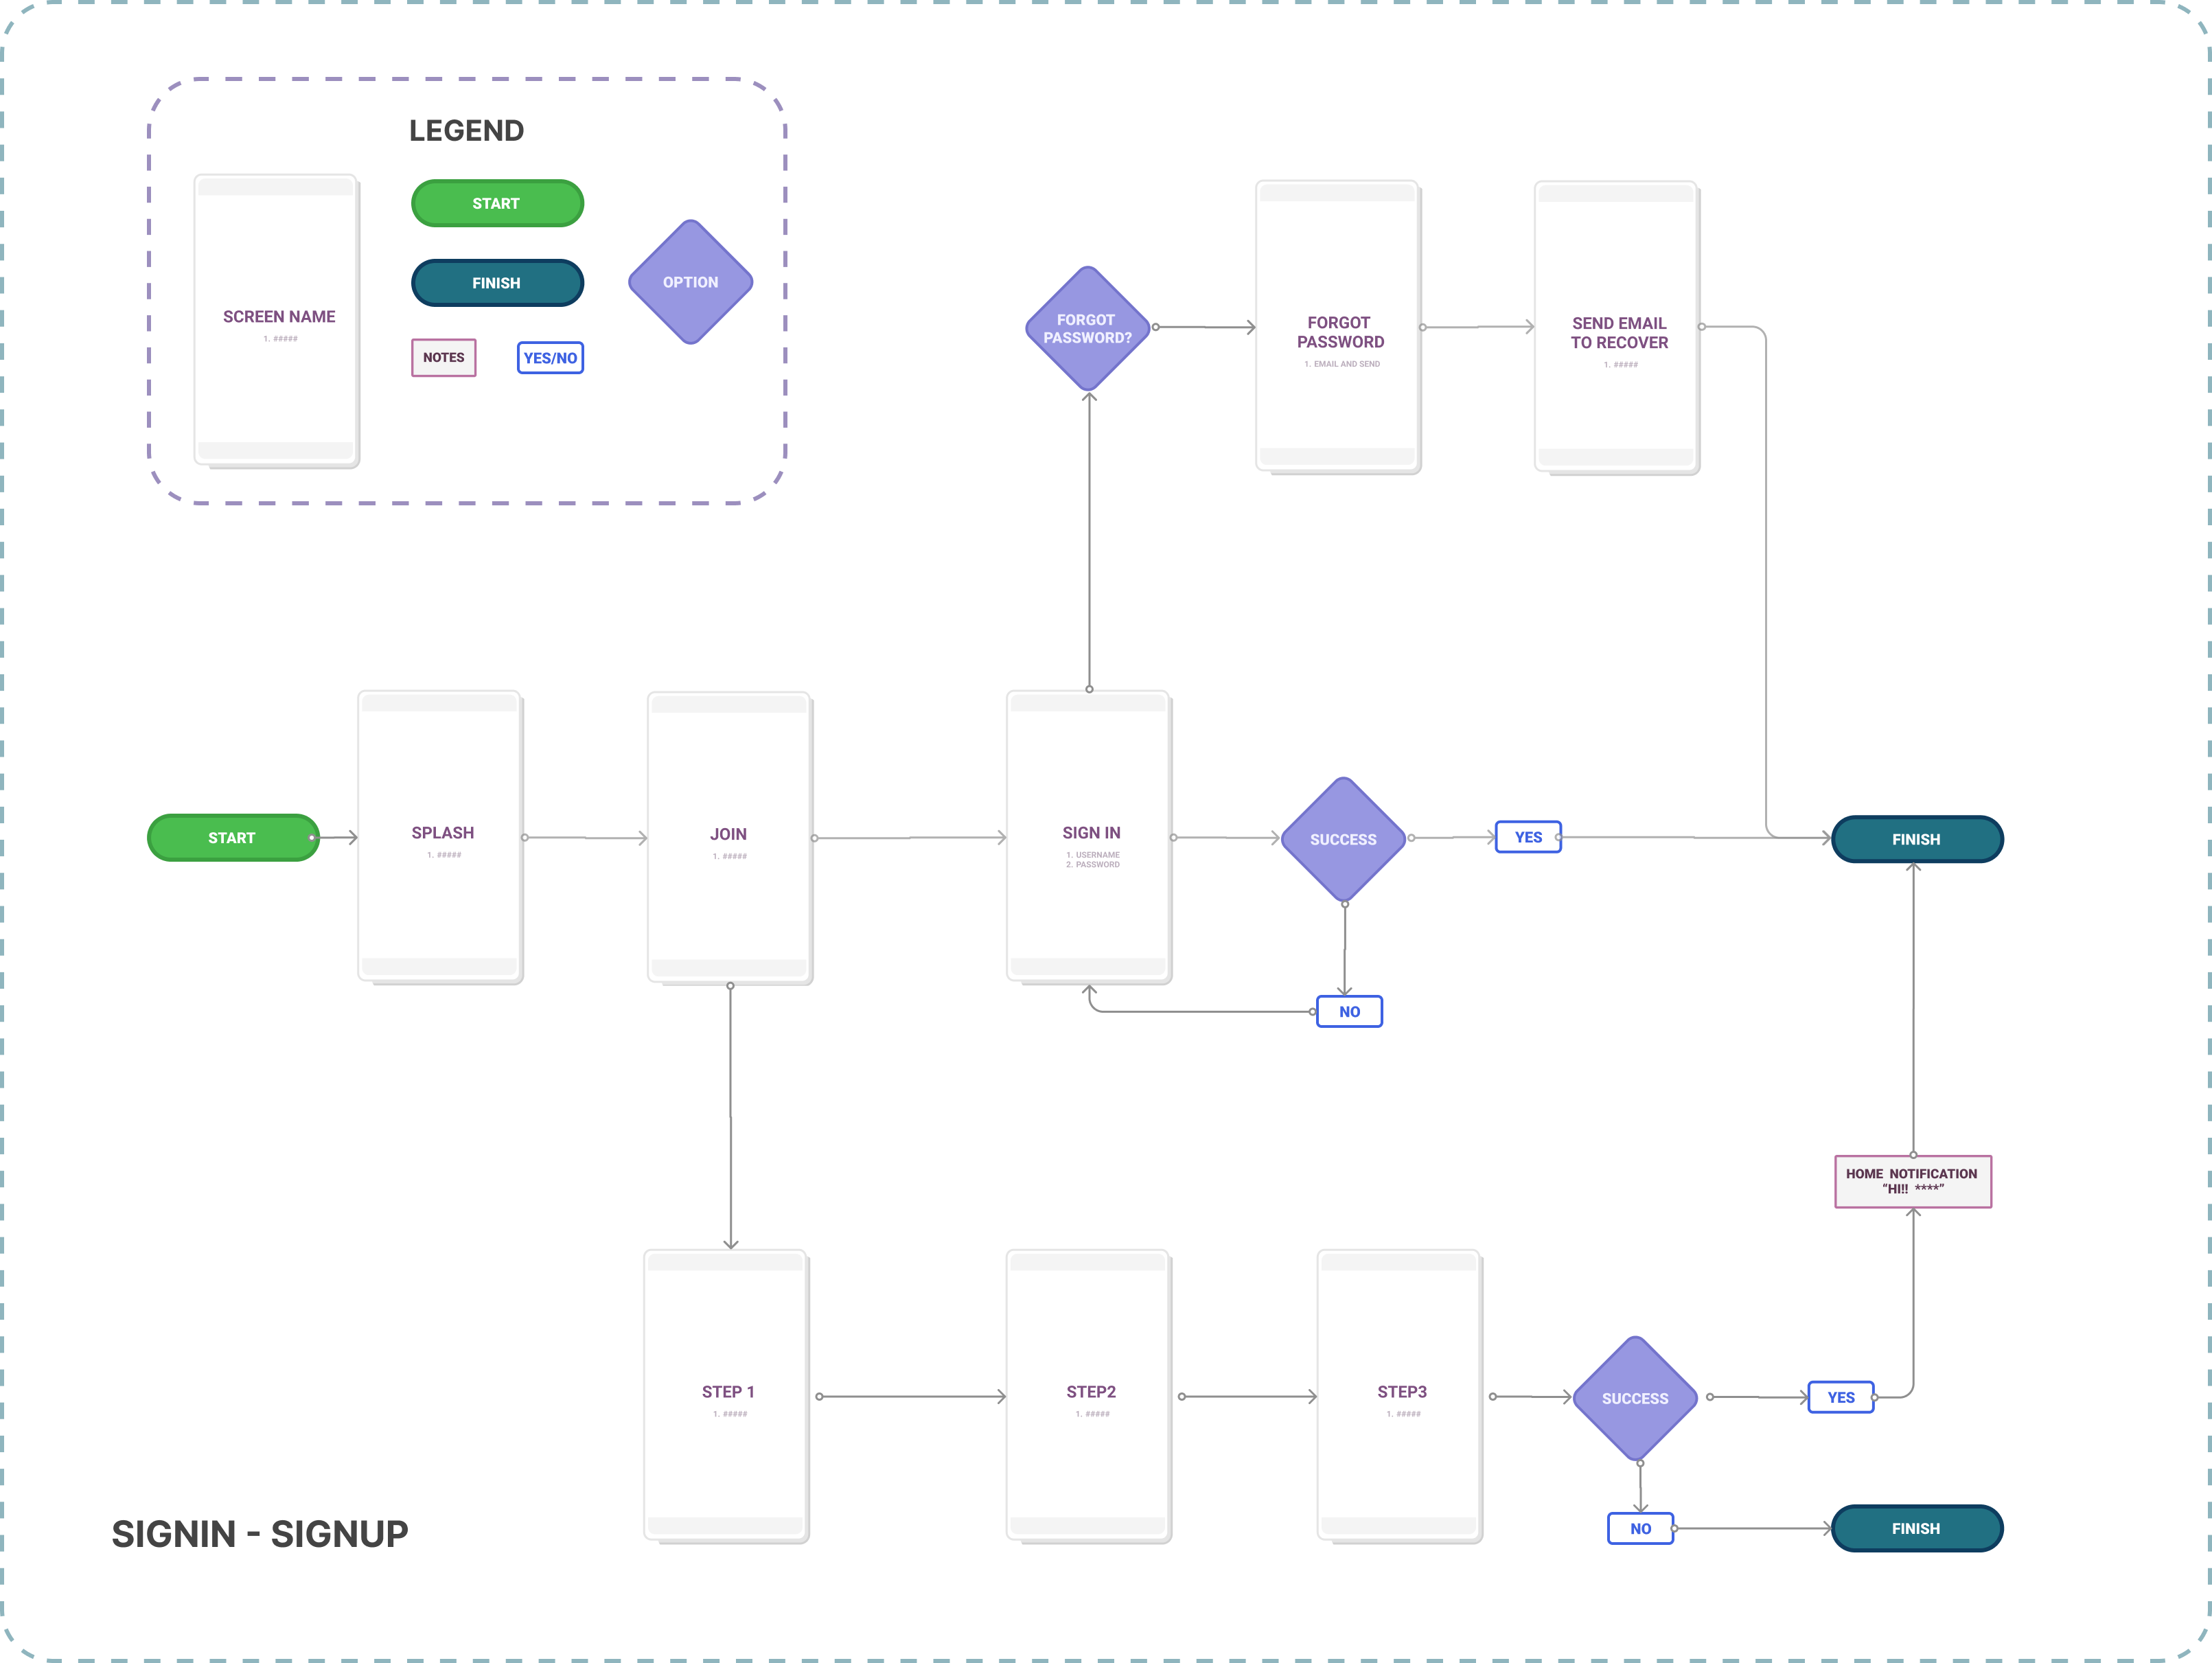 LEGEND
START
SCREEN NAME
1. #####
FINISH
OPTION
NOTES
YES/NO
FORGOT
PASSWORD?
FORGOT
PASSWORD
1. EMAIL AND SEND
SEND EMAIL
TO RECOVER
1. #####
START
SPLASH
1. #####
JOIN
1. #####
SIGN IN
1. USERNAME
2. PASSWORD
SUCCESS
YES
FINISH
NO
HOME NOTIFICATION
“HI!! ****”
STEP 1
1. #####
STEP2
1. #####
STEP3
1. #####
SUCCESS
YES
NO
FINISH
SIGNIN - SIGNUP